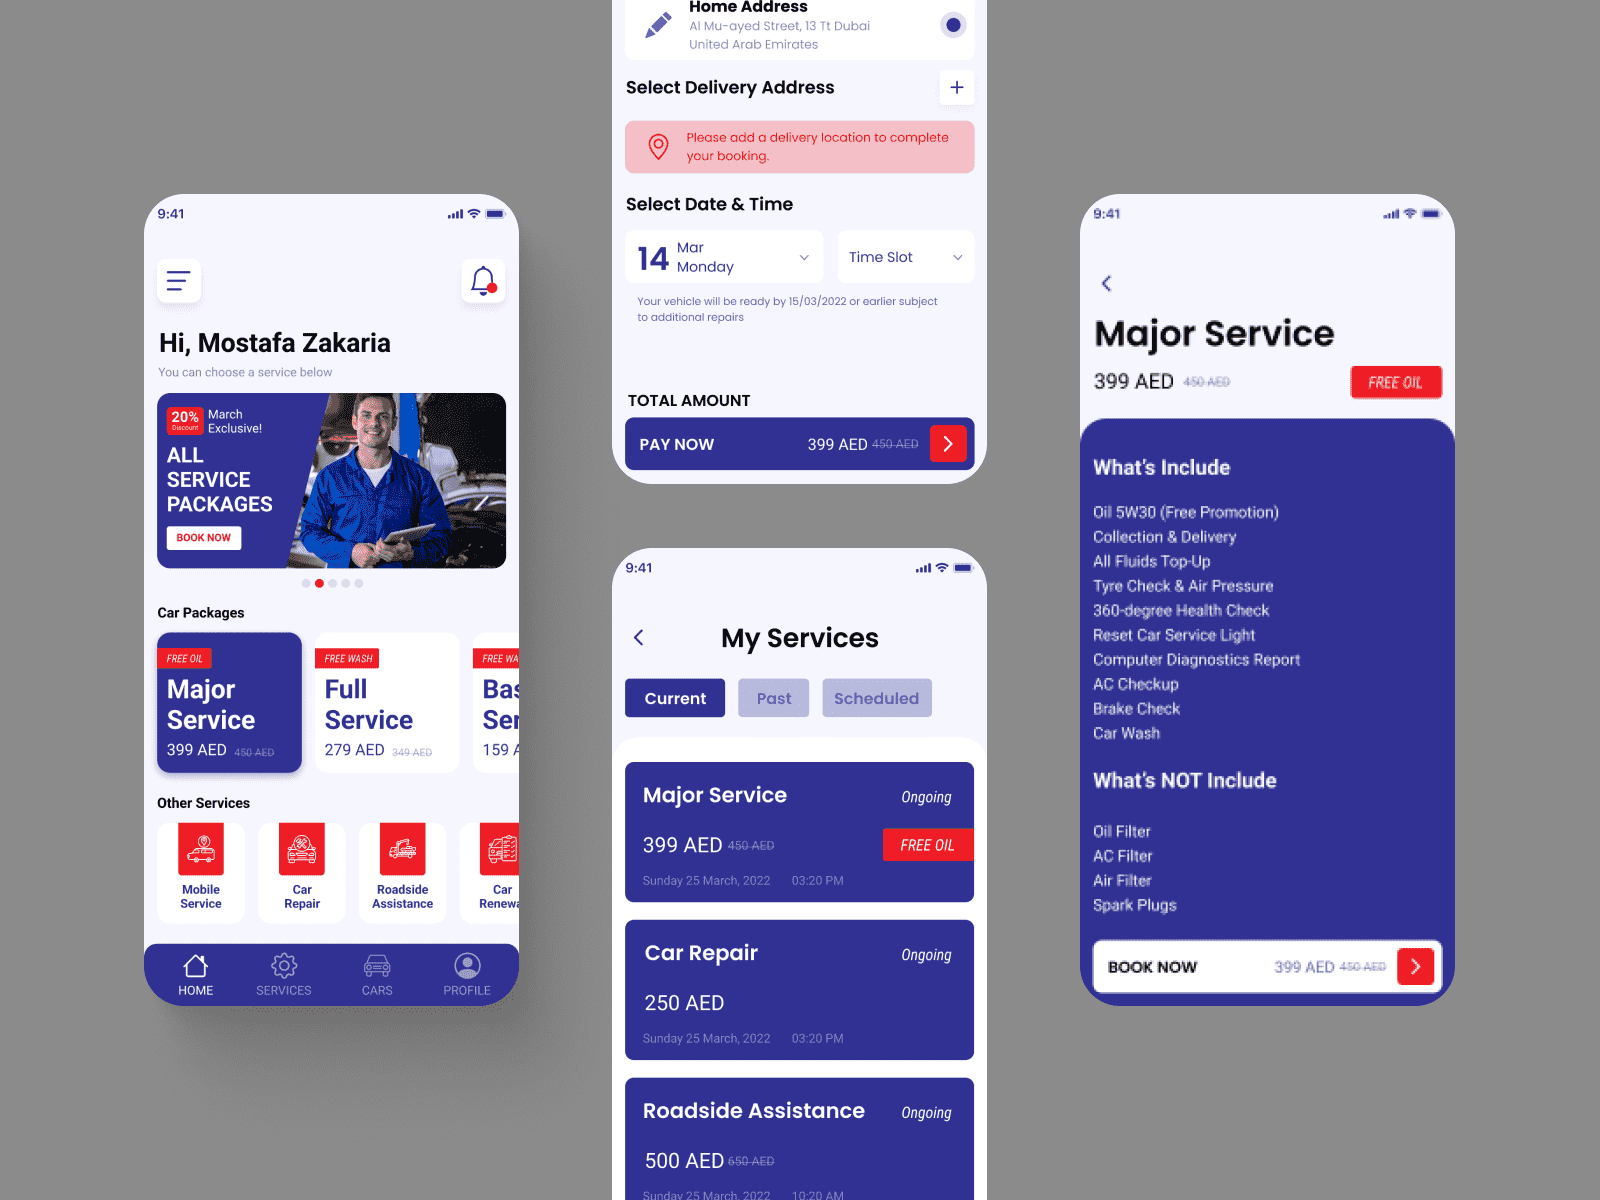 9:41
Hi, Mostafa Zakaria
You can choose a service below
20%
Discount
March
Exclusive!
ALL
SERVICE
PACKAGES
BOOK NOW
Car Packages
FREE OIL
Major
Service
399 AED 450 AED
FREE WASH
Full
Service
279 AED 349 AED
FREE WA
Bas
Ser
159 A
Other Services
Mobile
Service
Car
Repair
Roadside
Assistance
Car
Renewa
HOME
SERVICES
CARS
PROFILE
Home Address
Al Mu-ayed Street, 13 Tt Dubai
United Arab Emirates
Select Delivery Address
+
Please add a delivery location to complete
your booking.
Select Date & Time
14
Mar
Monday
Time Slot
Your vehicle will be ready by 15/03/2022 or earlier subject
to additional repairs
TOTAL AMOUNT
PAY NOW 399 AED 450 AED
9:41
My Services
Current
Past
Scheduled
Major Service
Ongoing
399 AED 450 AED
FREE OIL
Sunday 25 March, 2022 03:20 PM
Car Repair
Ongoing
250 AED
Sunday 25 March, 2022 03:20 PM
Roadside Assistance
Ongoing
500 AED 650 AED
Sunday 25 March, 2022 10:20 AM
9:41
Major Service
399 AED 450 AED
FREE OIL
What's Include
Oil 5W30 (Free Promotion)
Collection & Delivery
All Fluids Top-Up
Tyre Check & Air Pressure
360-degree Health Check
Reset Car Service Light
Computer Diagnostics Report
AC Checkup
Brake Check
Car Wash
What's NOT Include
Oil Filter
AC Filter
Air Filter
Spark Plugs
BOOK NOW 399 AED 450 AED